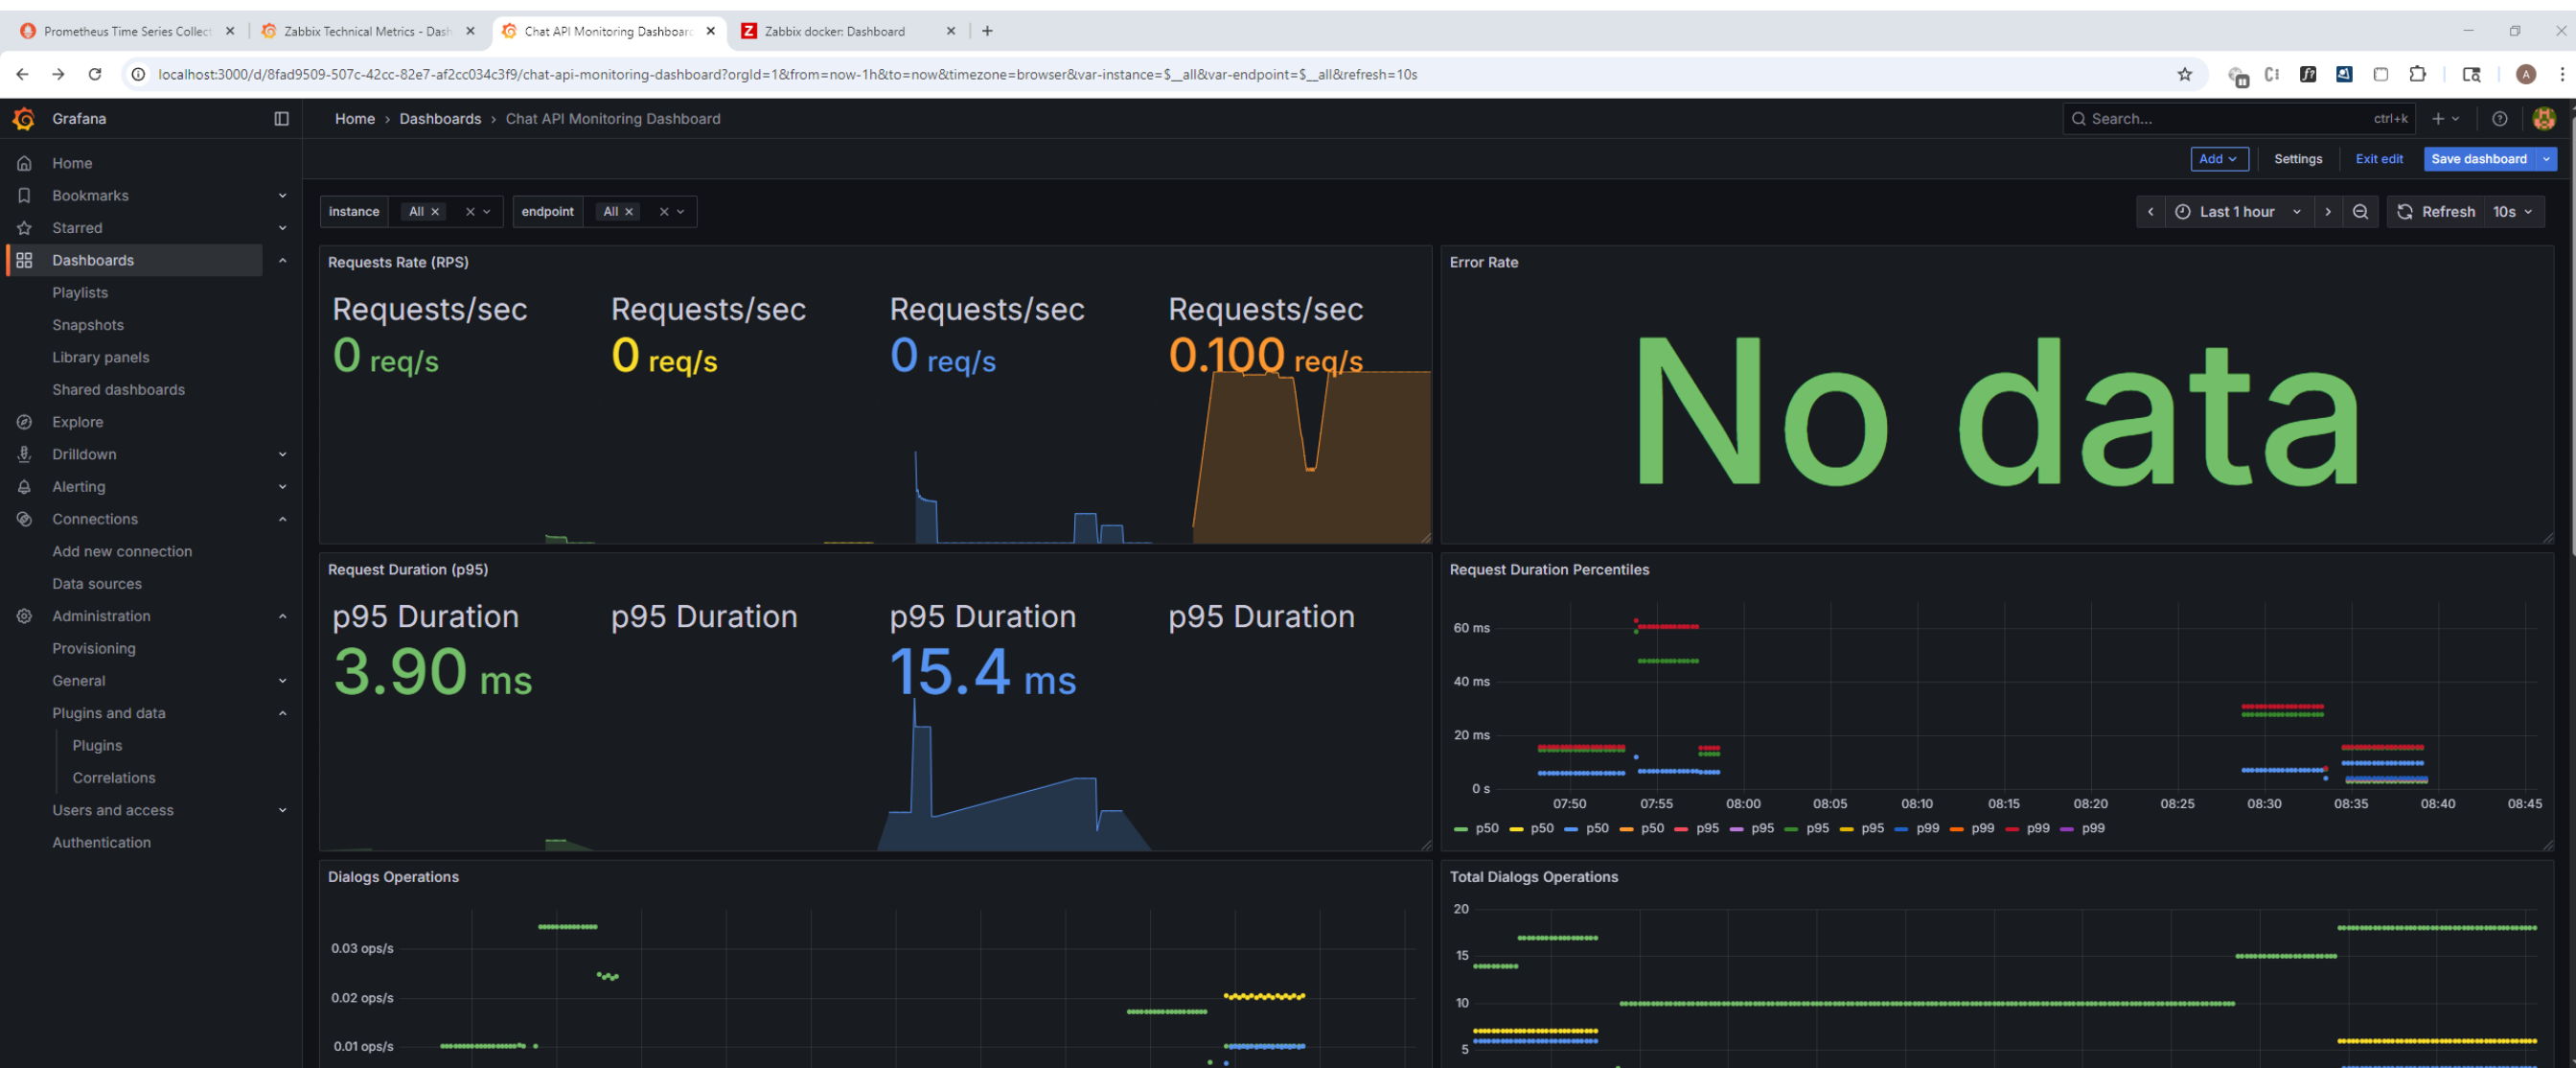 Prometheus Time Series Collect
Zabbix Technical Metrics - Dash
Chat API Monitoring Dashboar
Z Zabbix docker: Dashboard
localhost:3000/d/8fad9509-507c-42cc-82e7-af2cc034c3f9/chat-api-monitoring-dashboard?orgId=1&from=now-1h&to=now&timezone=browser&var-instance=$__all&var-endpoint=$__all&refresh=10s
A
Grafana
Home › Dashboards › Chat API Monitoring Dashboard
Search... ctrl+k
Add Settings Exit edit Save dashboard
Home
Bookmarks
Starred
Dashboards
Playlists
Snapshots
Library panels
Shared dashboards
Explore
Drilldown
Alerting
Connections
Add new connection
Data sources
Administration
Provisioning
General
Plugins and data
Plugins
Correlations
Users and access
Authentication
instance All endpoint All
Last 1 hour Refresh 10s
Requests Rate (RPS)
Requests/sec Requests/sec Requests/sec Requests/sec
0 req/s 0 req/s 0 req/s 0.100 req/s
Error Rate
No data
Request Duration (p95)
p95 Duration p95 Duration p95 Duration p95 Duration
3.90 ms 15.4 ms
Request Duration Percentiles
60 ms
40 ms
20 ms
0 s
07:50 07:55 08:00 08:05 08:10 08:15 08:20 08:25 08:30 08:35 08:40 08:45
p50 p50 p50 p50 p95 p95 p95 p95 p99 p99 p99 p99
Dialogs Operations
0.03 ops/s
0.02 ops/s
0.01 ops/s
Total Dialogs Operations
20
15
10
5